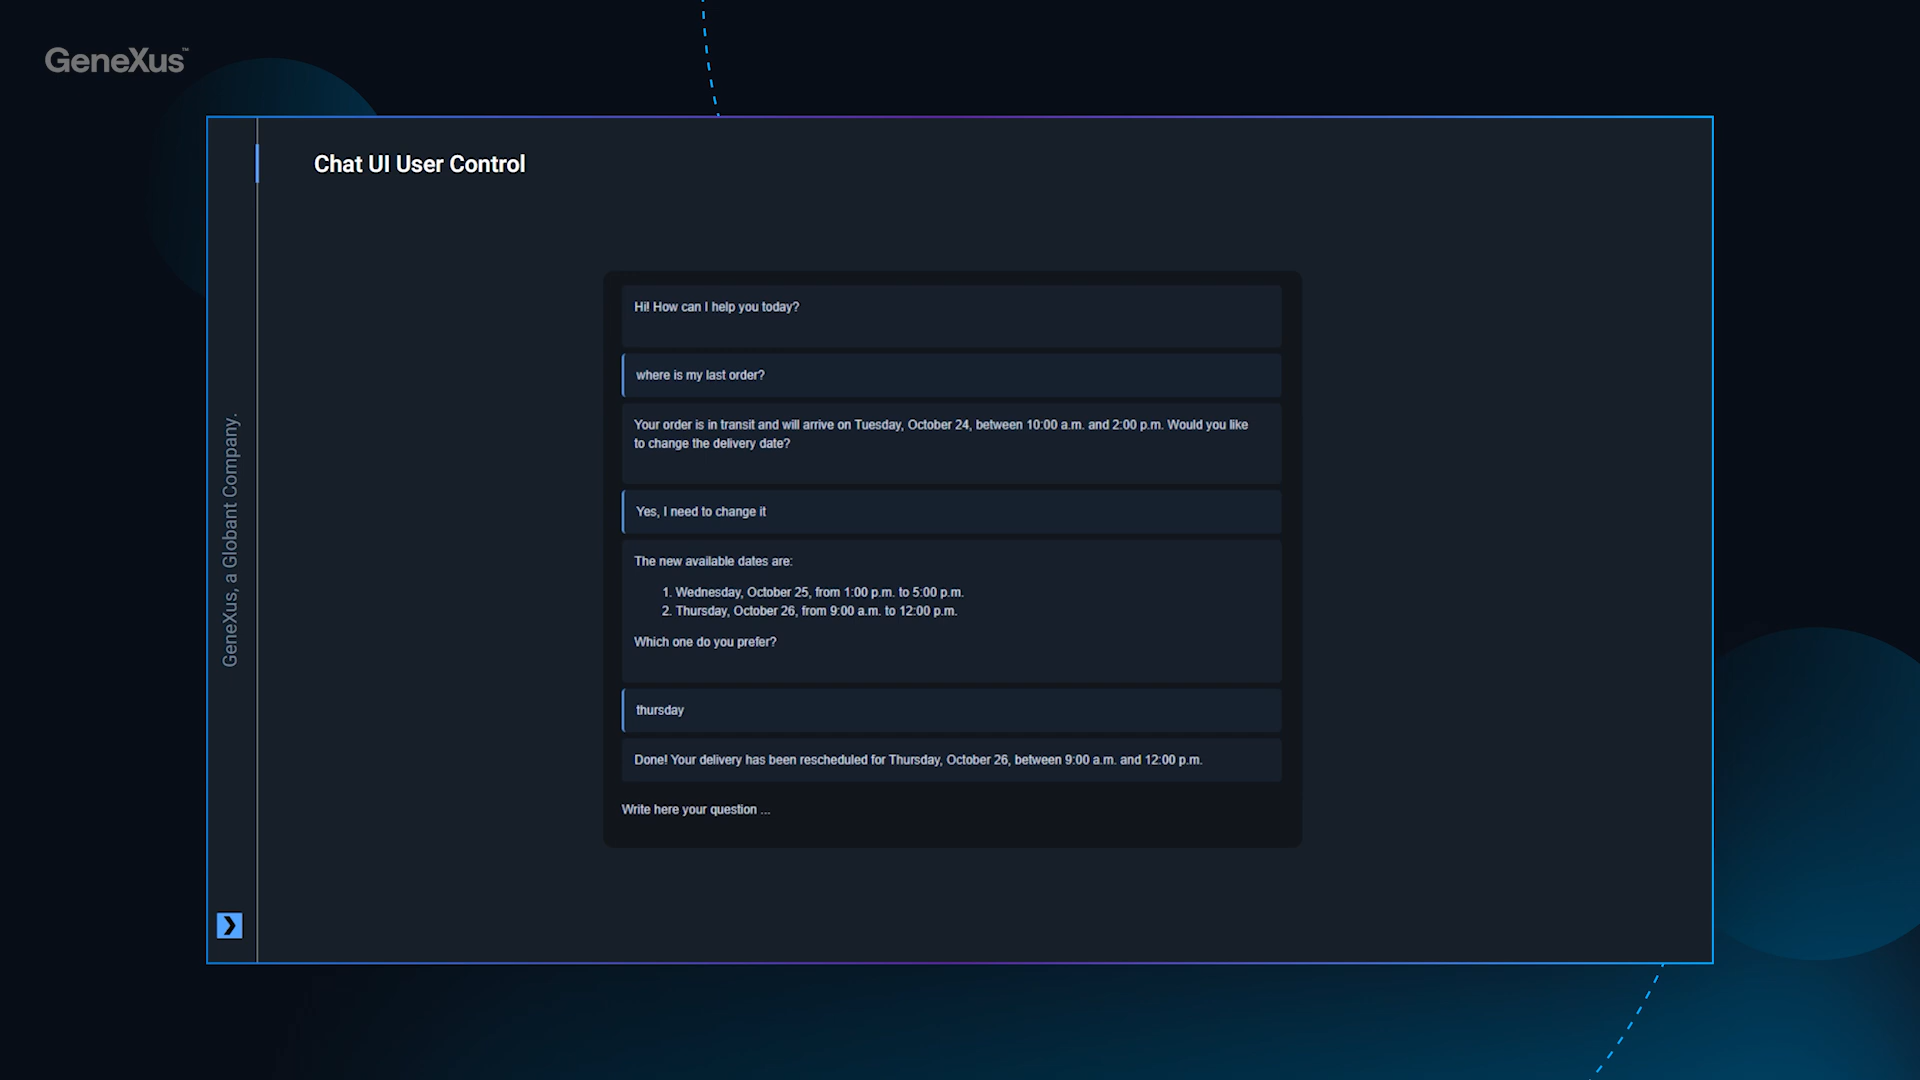 GeneXus™
Chat UI User Control
Hi! How can I help you today?
where is my last order?
Your order is in transit and will arrive on Tuesday, October 24, between 10:00 a.m. and 2:00 p.m. Would you like
to change the delivery date?
Yes, I need to change it
The new available dates are:
1. Wednesday, October 25, from 1:00 p.m. to 5:00 p.m.
2. Thursday, October 26, from 9:00 a.m. to 12:00 p.m.
Which one do you prefer?
thursday
Done! Your delivery has been rescheduled for Thursday, October 26, between 9:00 a.m. and 12:00 p.m.
Write here your question ...
GeneXus, a Globant Company.